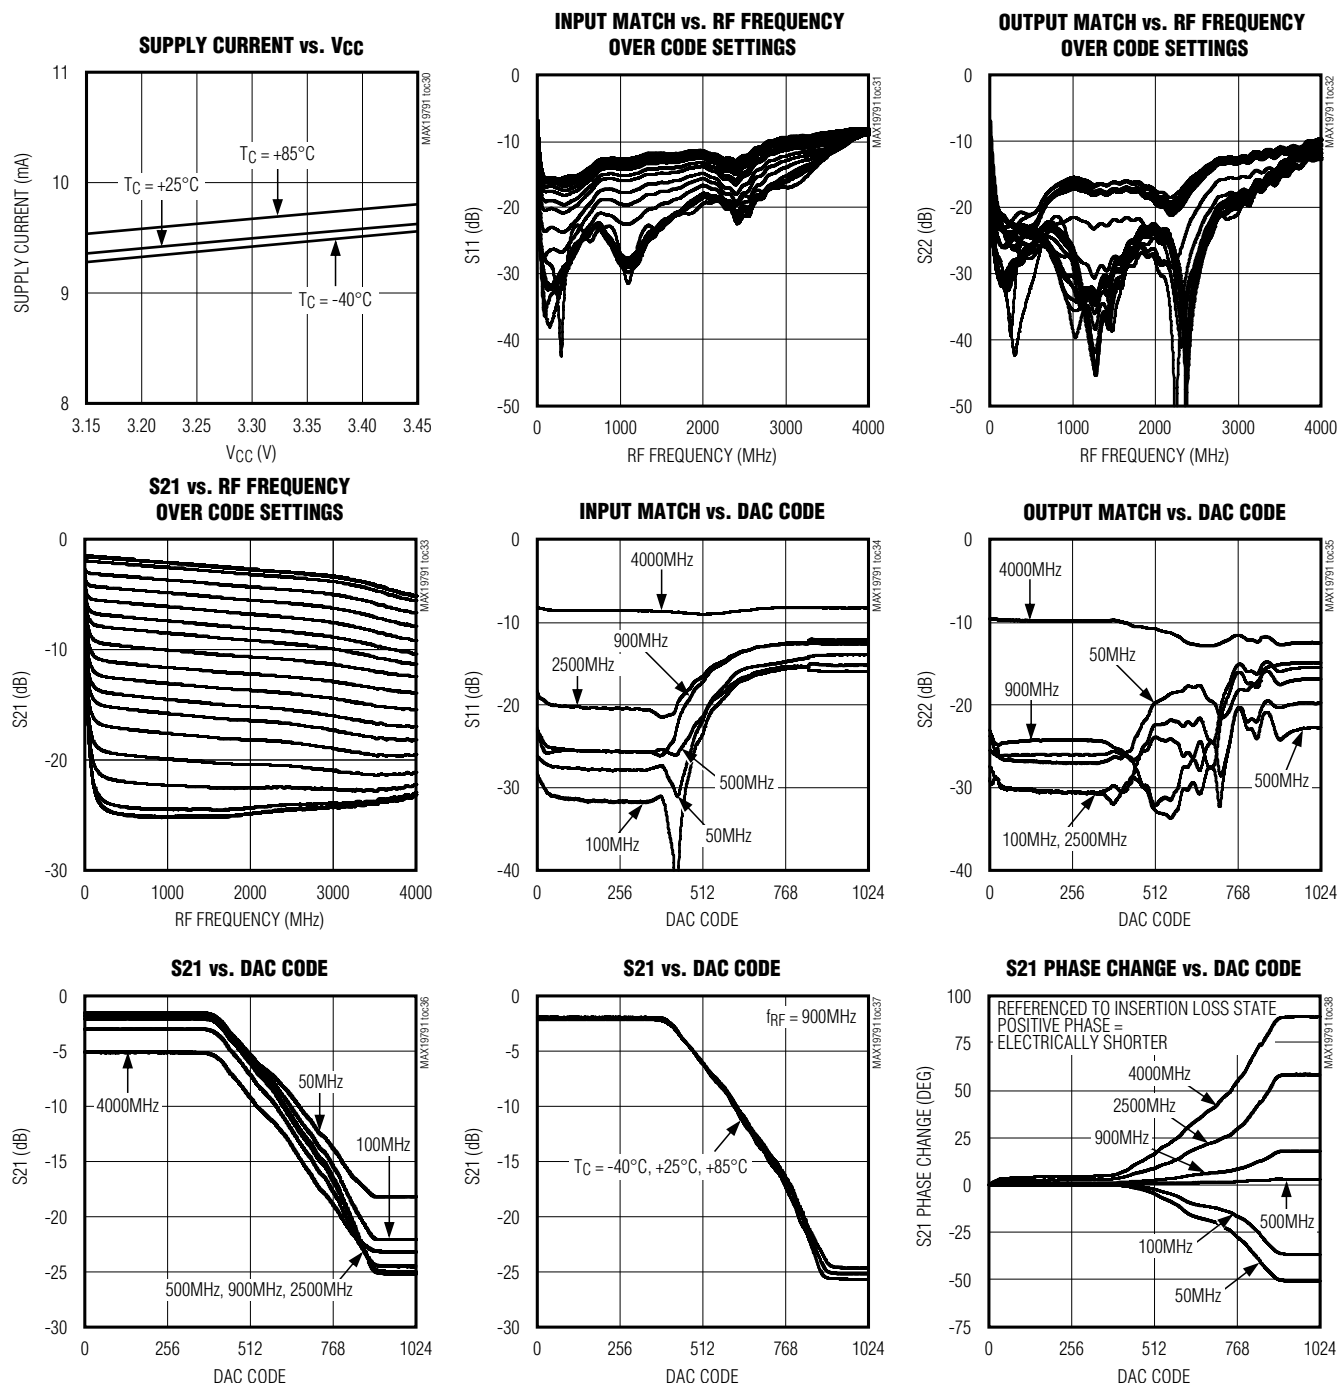 SUPPLY CURRENT vs. VCC
11
10
9
8
SUPPLY CURRENT (mA)
TC = +85°C
TC = +25°C
TC = -40°C
3.15 3.20 3.25 3.30 3.35 3.40 3.45
VCC (V)
MAX19791 toc30
INPUT MATCH vs. RF FREQUENCY
OVER CODE SETTINGS
0
-10
-20
-30
-40
-50
S11 (dB)
0 1000 2000 3000 4000
RF FREQUENCY (MHz)
MAX19791 toc31
OUTPUT MATCH vs. RF FREQUENCY
OVER CODE SETTINGS
0
-10
-20
-30
-40
-50
S22 (dB)
0 1000 2000 3000 4000
RF FREQUENCY (MHz)
MAX19791 toc32
S21 vs. RF FREQUENCY
OVER CODE SETTINGS
0
-10
-20
-30
S21 (dB)
0 1000 2000 3000 4000
RF FREQUENCY (MHz)
MAX19791 toc33
INPUT MATCH vs. DAC CODE
0
-10
-20
-30
-40
S11 (dB)
4000MHz
900MHz
2500MHz
500MHz
50MHz
100MHz
0 256 512 768 1024
DAC CODE
MAX19791 toc34
OUTPUT MATCH vs. DAC CODE
0
-10
-20
-30
-40
S22 (dB)
4000MHz
50MHz
900MHz
500MHz
100MHz, 2500MHz
0 256 512 768 1024
DAC CODE
MAX19791 toc35
S21 vs. DAC CODE
0
-5
-10
-15
-20
-25
-30
S21 (dB)
50MHz
4000MHz
100MHz
500MHz, 900MHz, 2500MHz
0 256 512 768 1024
DAC CODE
MAX19791 toc36
S21 vs. DAC CODE
0
-5
-10
-15
-20
-25
-30
S21 (dB)
fRF = 900MHz
TC = -40°C, +25°C, +85°C
0 256 512 768 1024
DAC CODE
MAX19791 toc37
S21 PHASE CHANGE vs. DAC CODE
100
75
50
25
0
-25
-50
-75
S21 PHASE CHANGE (DEG)
REFERENCED TO INSERTION LOSS STATE
POSITIVE PHASE =
ELECTRICALLY SHORTER
4000MHz
2500MHz
900MHz
500MHz
100MHz
50MHz
0 256 512 768 1024
DAC CODE
MAX19791 toc38